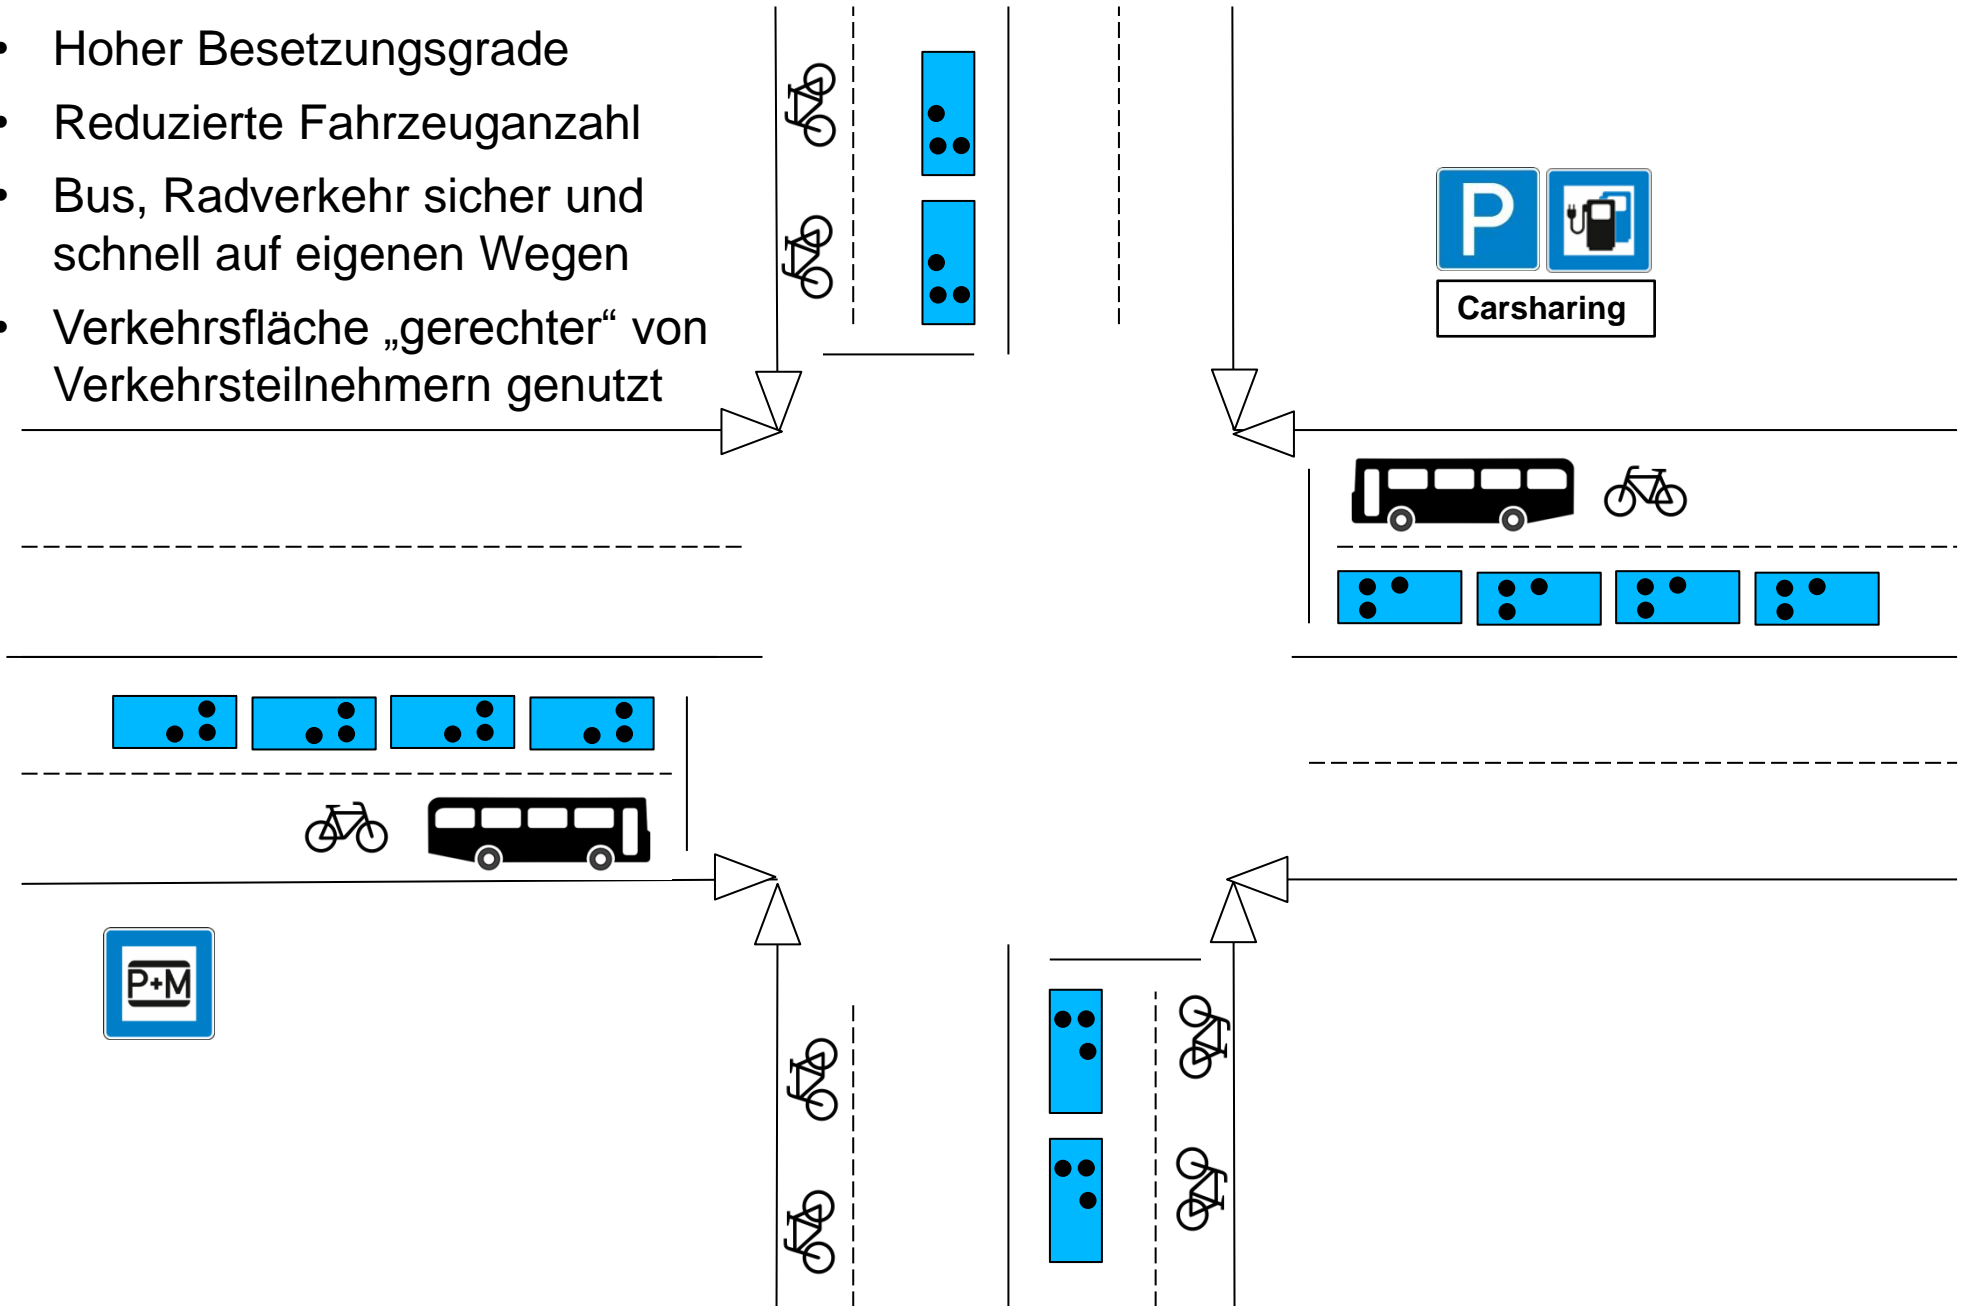 • Hoher Besetzungsgrade
• Reduzierte Fahrzeuganzahl
• Bus, Radverkehr sicher und
schnell auf eigenen Wegen
• Verkehrsfläche „gerechter“ von
Verkehrsteilnehmern genutzt
P
Carsharing
P+M